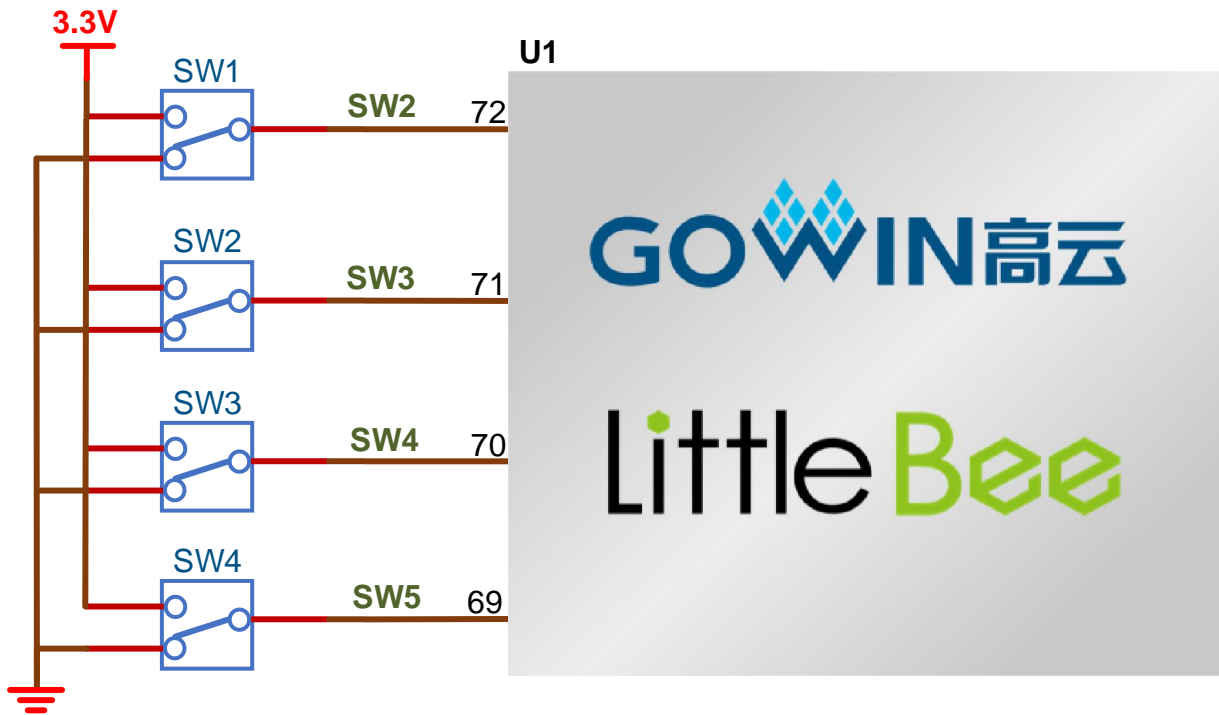 3.3V
U1
SW1
SW2
72
SW2
SW3
71
GOWIN高云
SW3
SW4
70
LittleBee
SW4
SW5
69